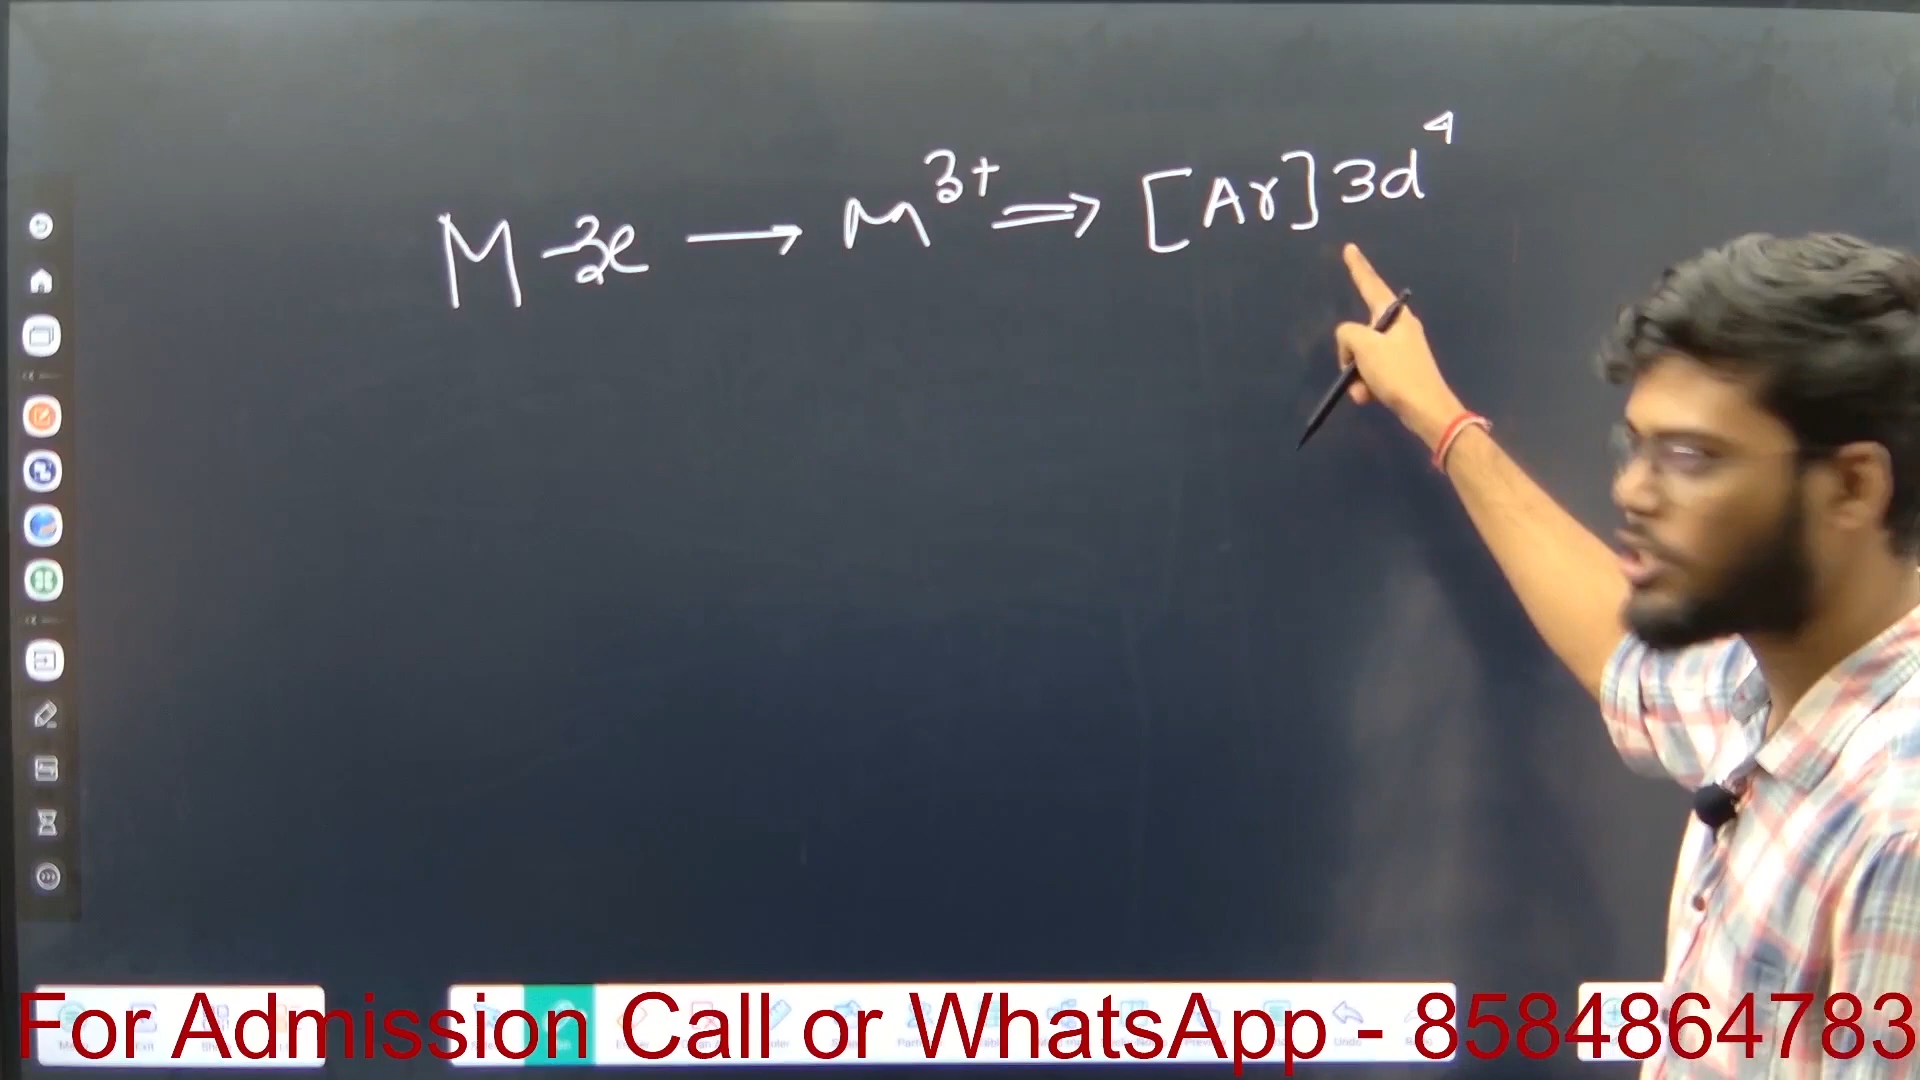 M - 3e → M³⁺ ⇒ [Ar] 3d⁴
For Admission Call or WhatsApp - 8584864783